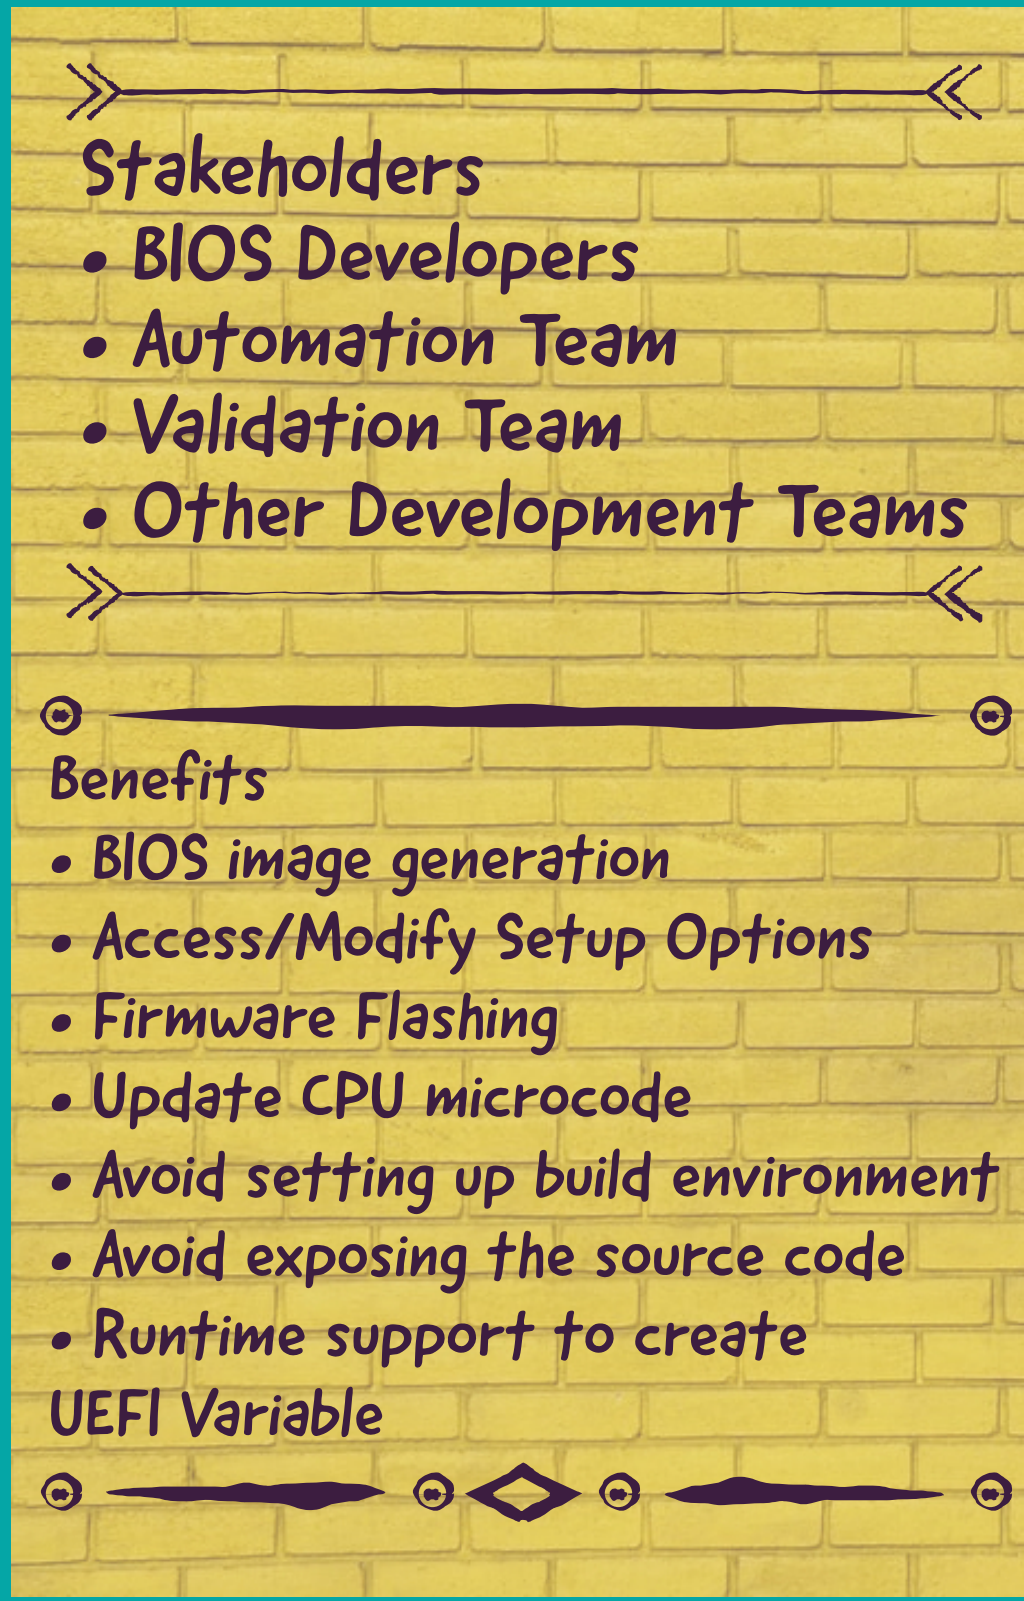 Stakeholders
• BIOS Developers
• Automation Team
• Validation Team
• Other Development Teams
Benefits
• BIOS image generation
• Access/Modify Setup Options
• Firmware Flashing
• Update CPU microcode
• Avoid setting up build environment
• Avoid exposing the source code
• Runtime support to create
UEFI Variable